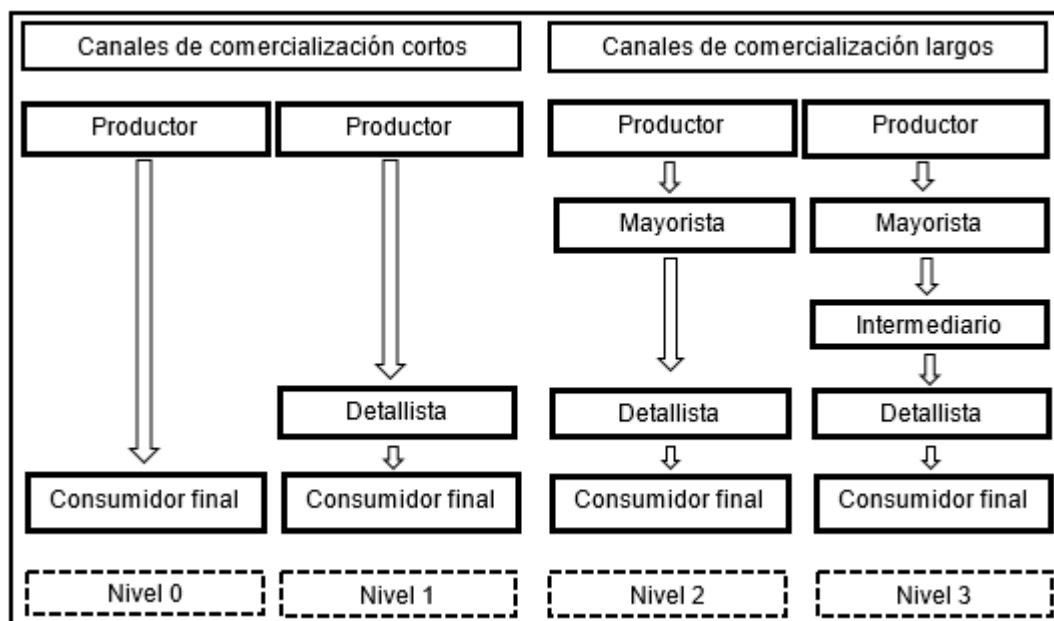 Canales de comercialización cortos
Canales de comercialización largos
Productor
Productor
Productor
Productor
Mayorista
Mayorista
Intermediario
Detallista
Detallista
Detallista
Consumidor final
Consumidor final
Consumidor final
Consumidor final
Nivel 0
Nivel 1
Nivel 2
Nivel 3